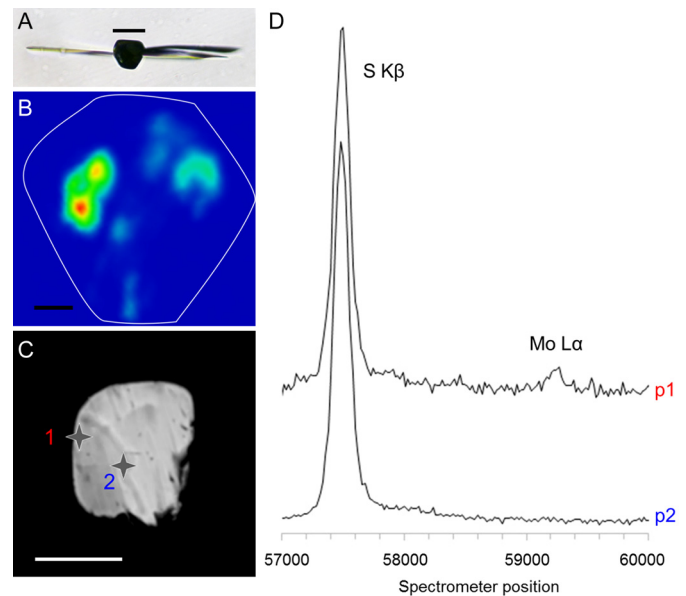 A
B
C
1
2
D
S Kβ
Mo Lα
p1
p2
57000 58000 59000 60000
Spectrometer position